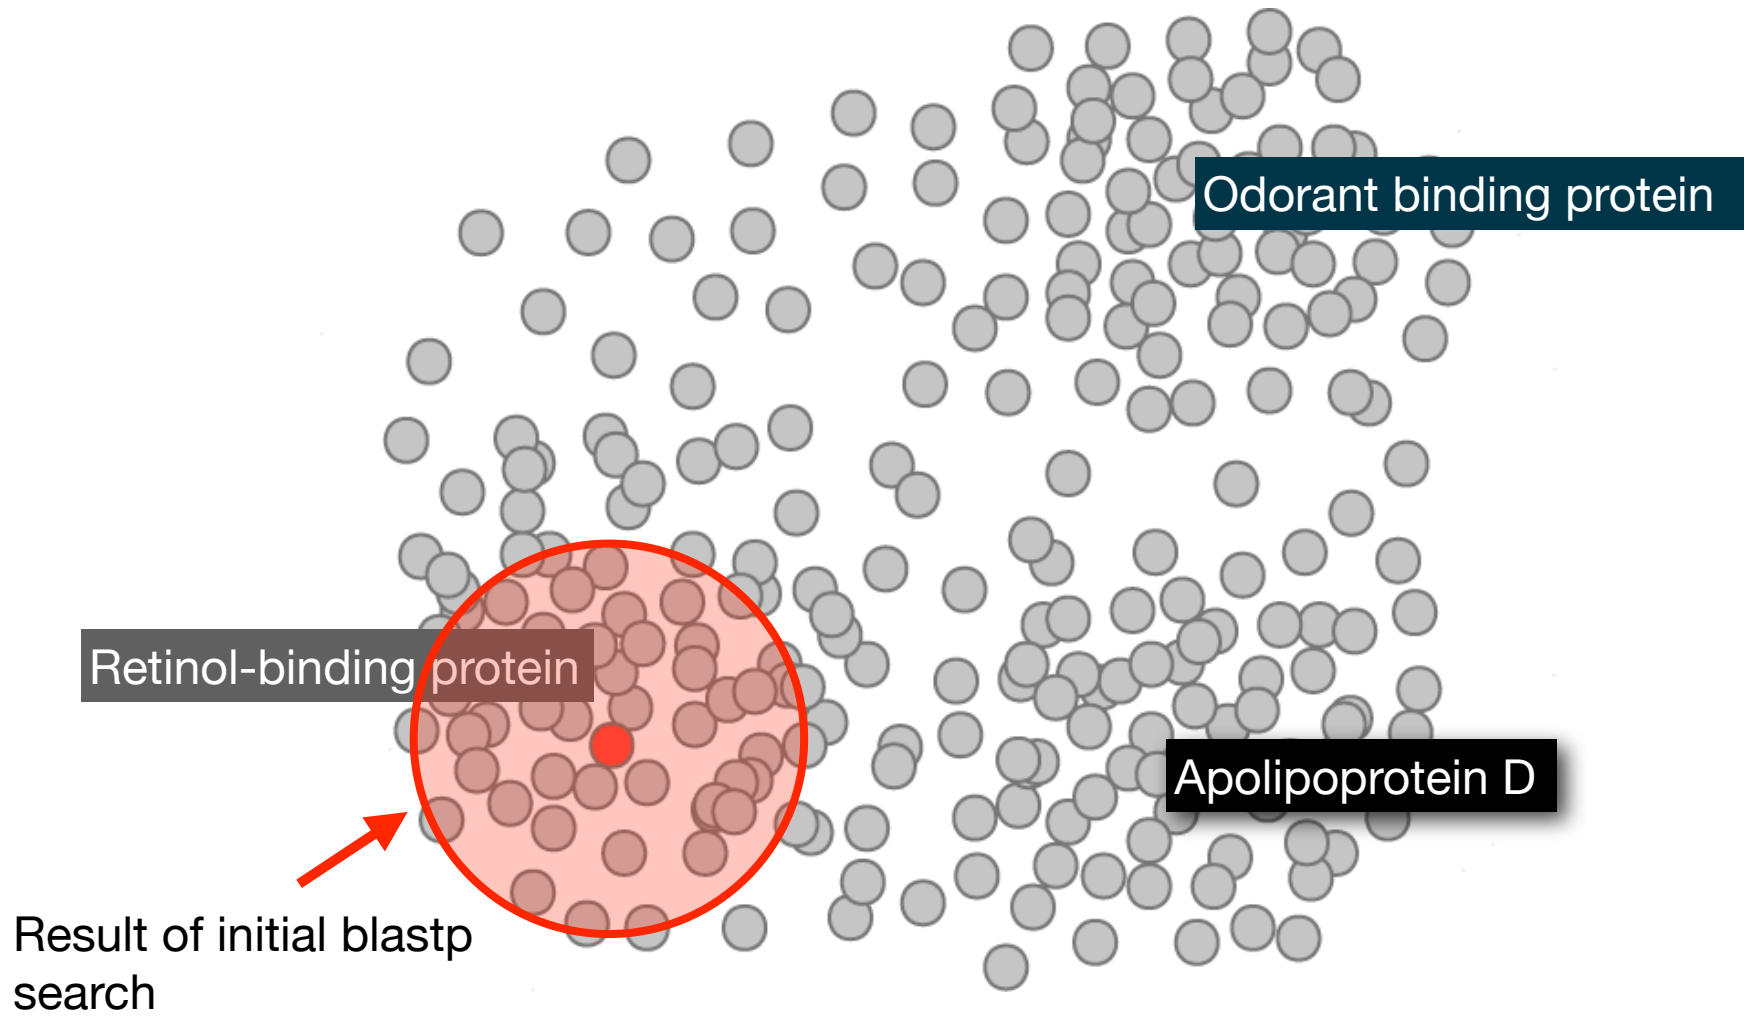 Odorant binding protein
Retinol-binding protein
Apolipoprotein D
Result of initial blastp
search